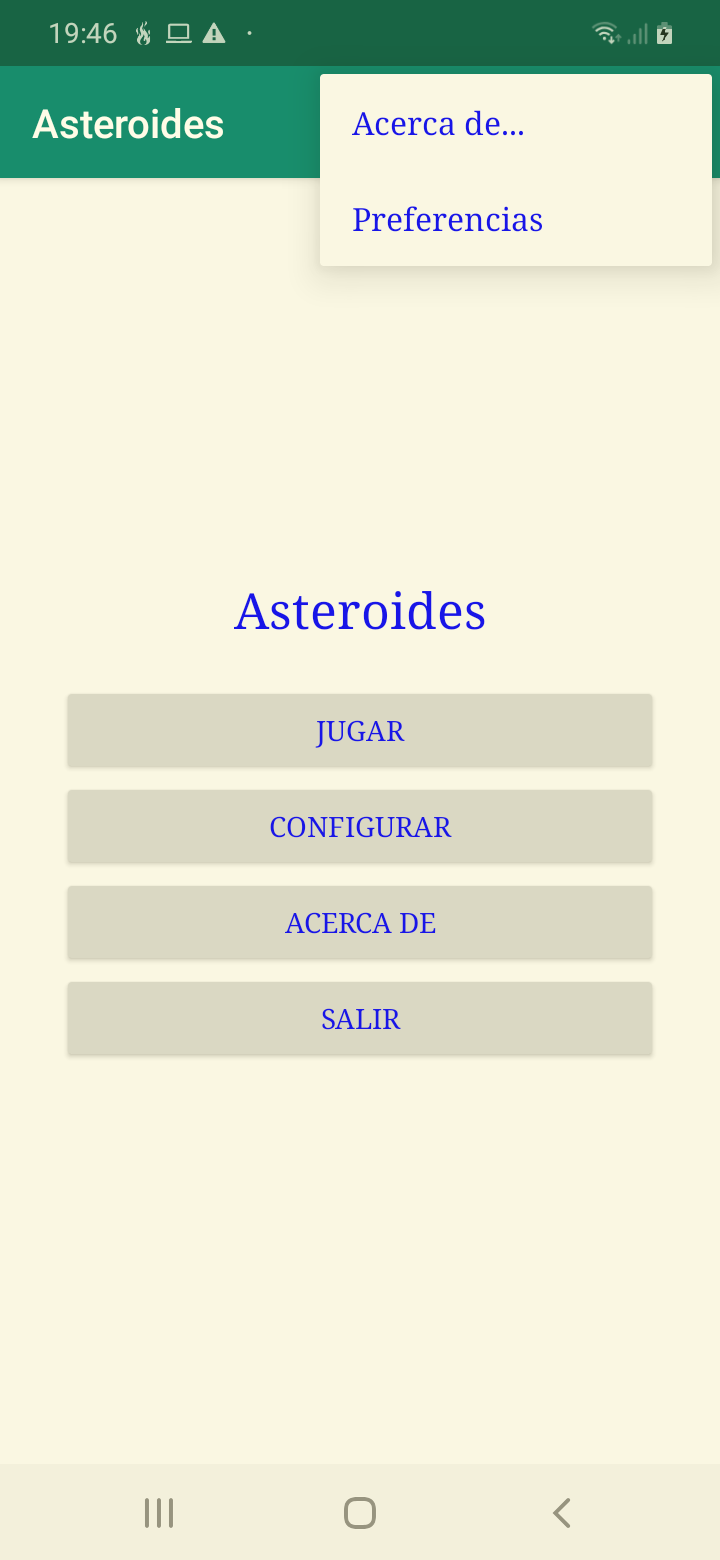 19:46
Asteroides
Acerca de...
Preferencias
Asteroides
JUGAR
CONFIGURAR
ACERCA DE
SALIR